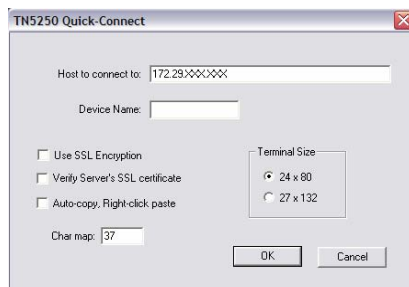 TN5250 Quick-Connect
Host to connect to: 172.29.XXX.XXX
Device Name:
Use SSL Encryption
Verify Server's SSL certificate
Auto-copy, Right-click paste
Terminal Size
24 x 80
27 x 132
Char map: 37
OK Cancel